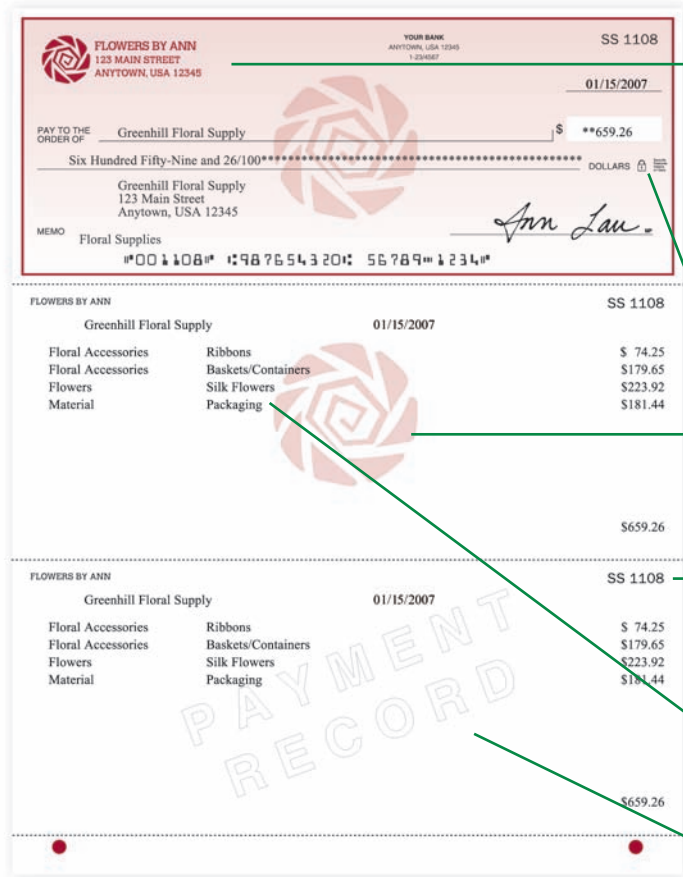 FLOWERS BY ANN
123 MAIN STREET
ANYTOWN, USA 12345
YOUR BANK
ANYTOWN, USA 12345
1-23/4567
SS 1108
01/15/2007
PAY TO THE
ORDER OF Greenhill Floral Supply $ **659.26
Six Hundred Fifty-Nine and 26/100************************************************ DOLLARS
Greenhill Floral Supply
123 Main Street
Anytown, USA 12345
Ann Lau
MEMO Floral Supplies
⑈001108⑈ ⑆987654320⑆ 56789⑉1234⑈
FLOWERS BY ANN SS 1108
Greenhill Floral Supply 01/15/2007
Floral Accessories Ribbons $ 74.25
Floral Accessories Baskets/Containers $179.65
Flowers Silk Flowers $223.92
Material Packaging $181.44
$659.26
FLOWERS BY ANN SS 1108
Greenhill Floral Supply 01/15/2007
Floral Accessories Ribbons $ 74.25
Floral Accessories Baskets/Containers $179.65
Flowers Silk Flowers $223.92
Material Packaging $181.44
PAYMENT
RECORD
$659.26